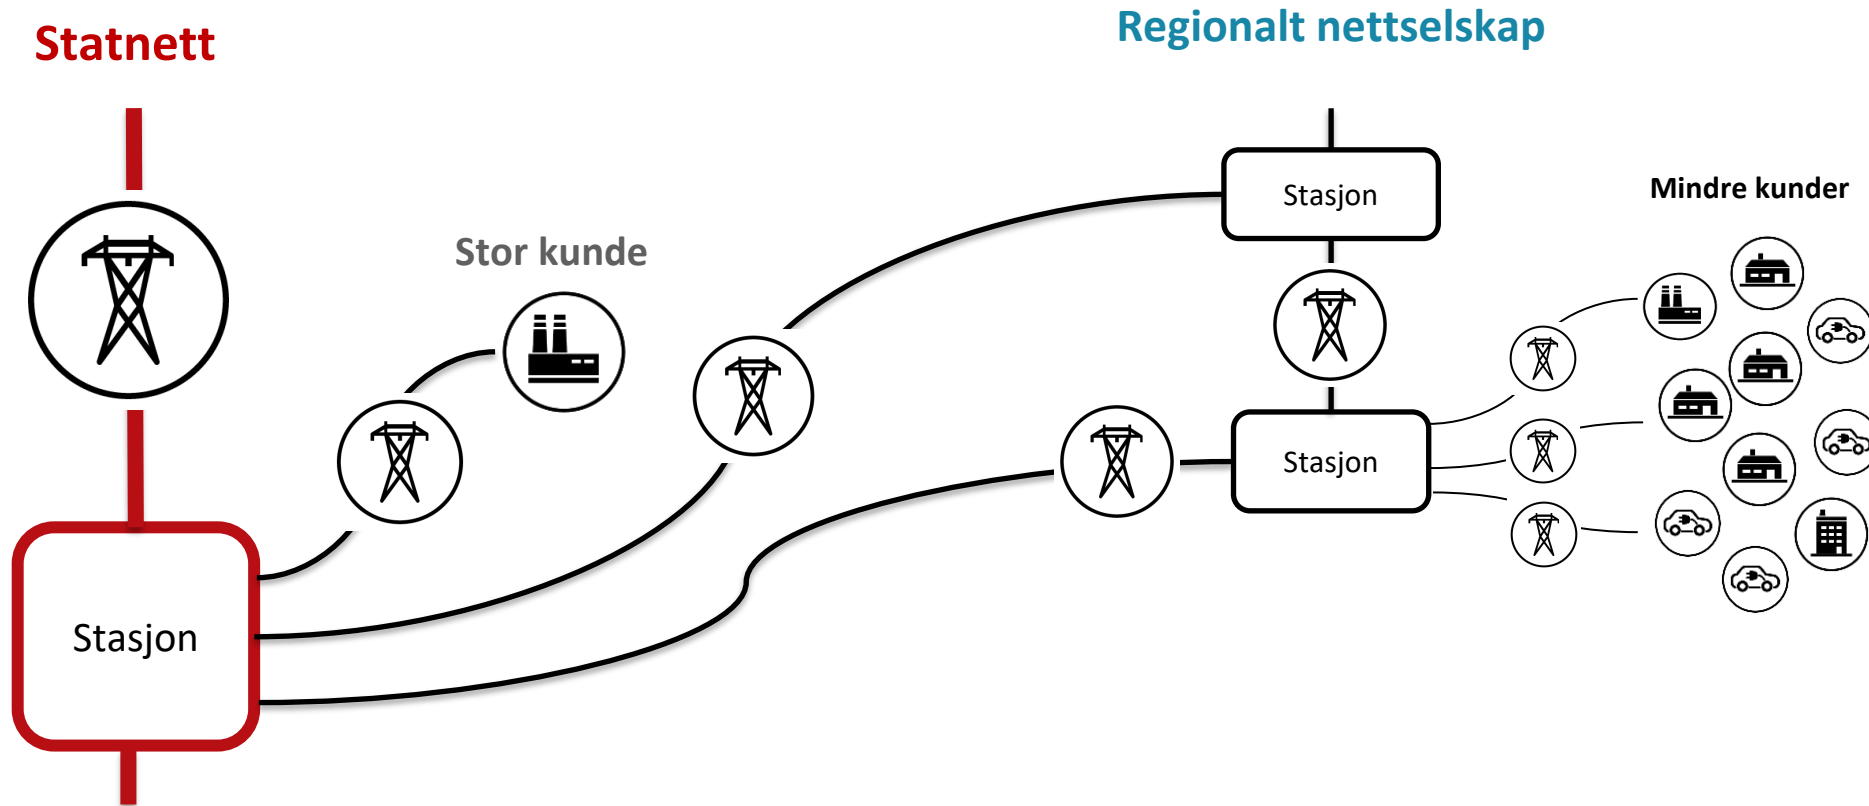 Statnett
Regionalt nettselskap
Stasjon
Mindre kunder
Stor kunde
Stasjon
Stasjon